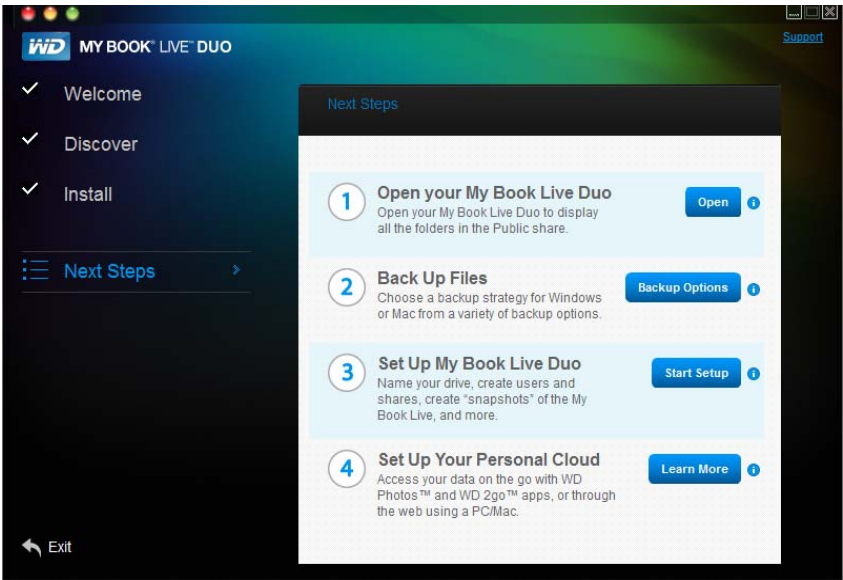 WD MY BOOK® LIVE™ DUO
Support
Welcome
Discover
Install
Next Steps
Exit
Next Steps
1
Open your My Book Live Duo
Open your My Book Live Duo to display
all the folders in the Public share.
Open
2
Back Up Files
Choose a backup strategy for Windows
or Mac from a variety of backup options.
Backup Options
3
Set Up My Book Live Duo
Name your drive, create users and
shares, create “snapshots” of the My
Book Live, and more.
Start Setup
4
Set Up Your Personal Cloud
Access your data on the go with WD
Photos™ and WD 2go™ apps, or through
the web using a PC/Mac.
Learn More